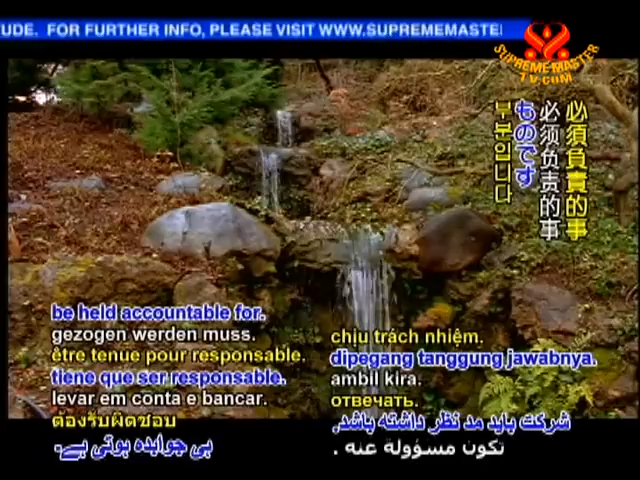 UDE. FOR FURTHER INFO, PLEASE VISIT WWW.SUPREMEMASTE
SUPREME MASTER
TV.COM
必須負責的事
必须负责的事
ものです
부분입니다
be held accountable for.
gezogen werden muss.
être tenue pour responsable.
tiene que ser responsable.
levar em conta e bancar.
ต้องรับผิดชอบ
chịu trách nhiệm.
dipegang tanggung jawabnya.
ambil kira.
отвечать.
شرکت باید مد نظر داشته باشد.
تكون مسؤولة عنه .